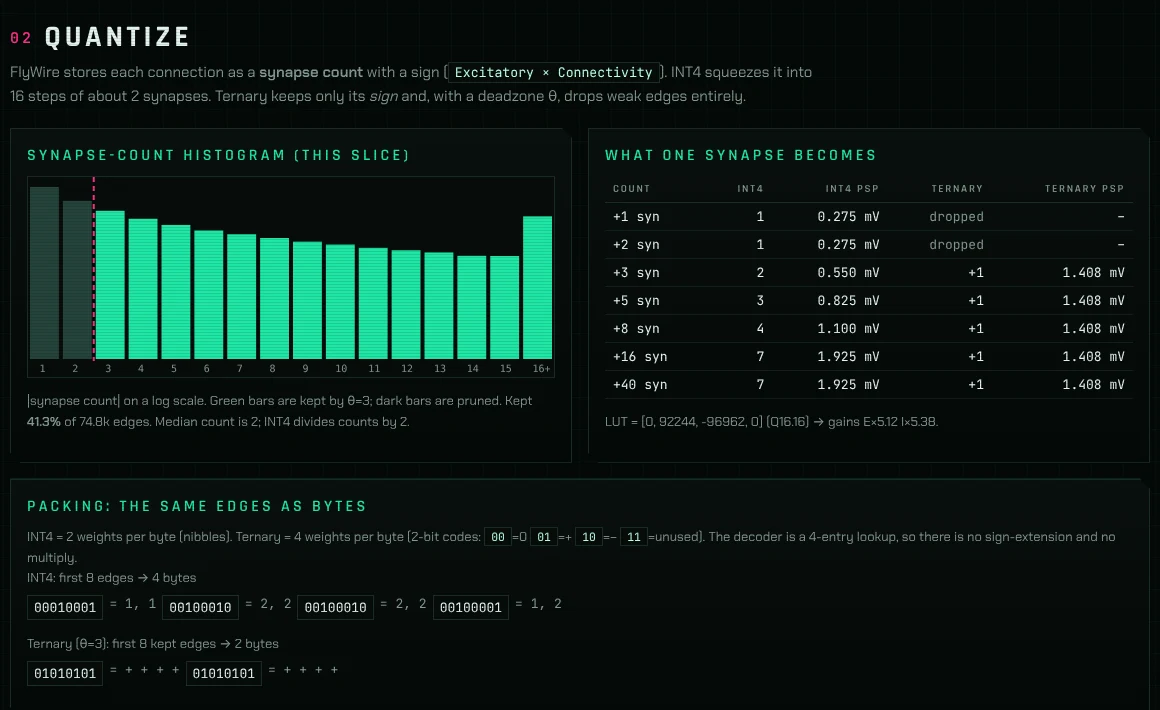 02 QUANTIZE
FlyWire stores each connection as a synapse count with a sign (Excitatory × Connectivity). INT4 squeezes it into
16 steps of about 2 synapses. Ternary keeps only its sign and, with a deadzone θ, drops weak edges entirely.
SYNAPSE-COUNT HISTOGRAM (THIS SLICE)
1 2 3 4 5 6 7 8 9 10 11 12 13 14 15 16+
|synapse count| on a log scale. Green bars are kept by θ=3; dark bars are pruned. Kept
41.3% of 74.8k edges. Median count is 2; INT4 divides counts by 2.
WHAT ONE SYNAPSE BECOMES
COUNT INT4 INT4 PSP TERNARY TERNARY PSP
+1 syn 1 0.275 mV dropped –
+2 syn 1 0.275 mV dropped –
+3 syn 2 0.550 mV +1 1.408 mV
+5 syn 3 0.825 mV +1 1.408 mV
+8 syn 4 1.100 mV +1 1.408 mV
+16 syn 7 1.925 mV +1 1.408 mV
+40 syn 7 1.925 mV +1 1.408 mV
LUT = [0, 92244, -96962, 0] (Q16.16) → gains E×5.12 I×5.38.
PACKING: THE SAME EDGES AS BYTES
INT4 = 2 weights per byte (nibbles). Ternary = 4 weights per byte (2-bit codes: 00 =0 01 =+ 10 =− 11 =unused). The decoder is a 4-entry lookup, so there is no sign-extension and no
multiply.
INT4: first 8 edges → 4 bytes
00010001 = 1, 1 00100010 = 2, 2 00100010 = 2, 2 00100001 = 1, 2
Ternary (θ=3): first 8 kept edges → 2 bytes
01010101 = + + + + 01010101 = + + + +